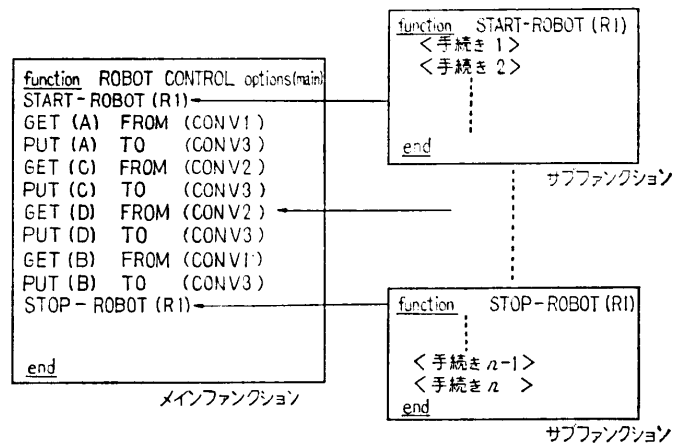 function ROBOT CONTROL options(main)
START-ROBOT (R1)
GET (A) FROM (CONV1)
PUT (A) TO (CONV3)
GET (C) FROM (CONV2)
PUT (C) TO (CONV3)
GET (D) FROM (CONV2)
PUT (D) TO (CONV3)
GET (B) FROM (CONV1)
PUT (B) TO (CONV3)
STOP-ROBOT (R1)
end
メインファンクション
function START-ROBOT (R1)
<手続き 1>
<手続き 2>
end
サブファンクション
function STOP-ROBOT (R1)
<手続き n-1>
<手続き n >
end
サブファンクション